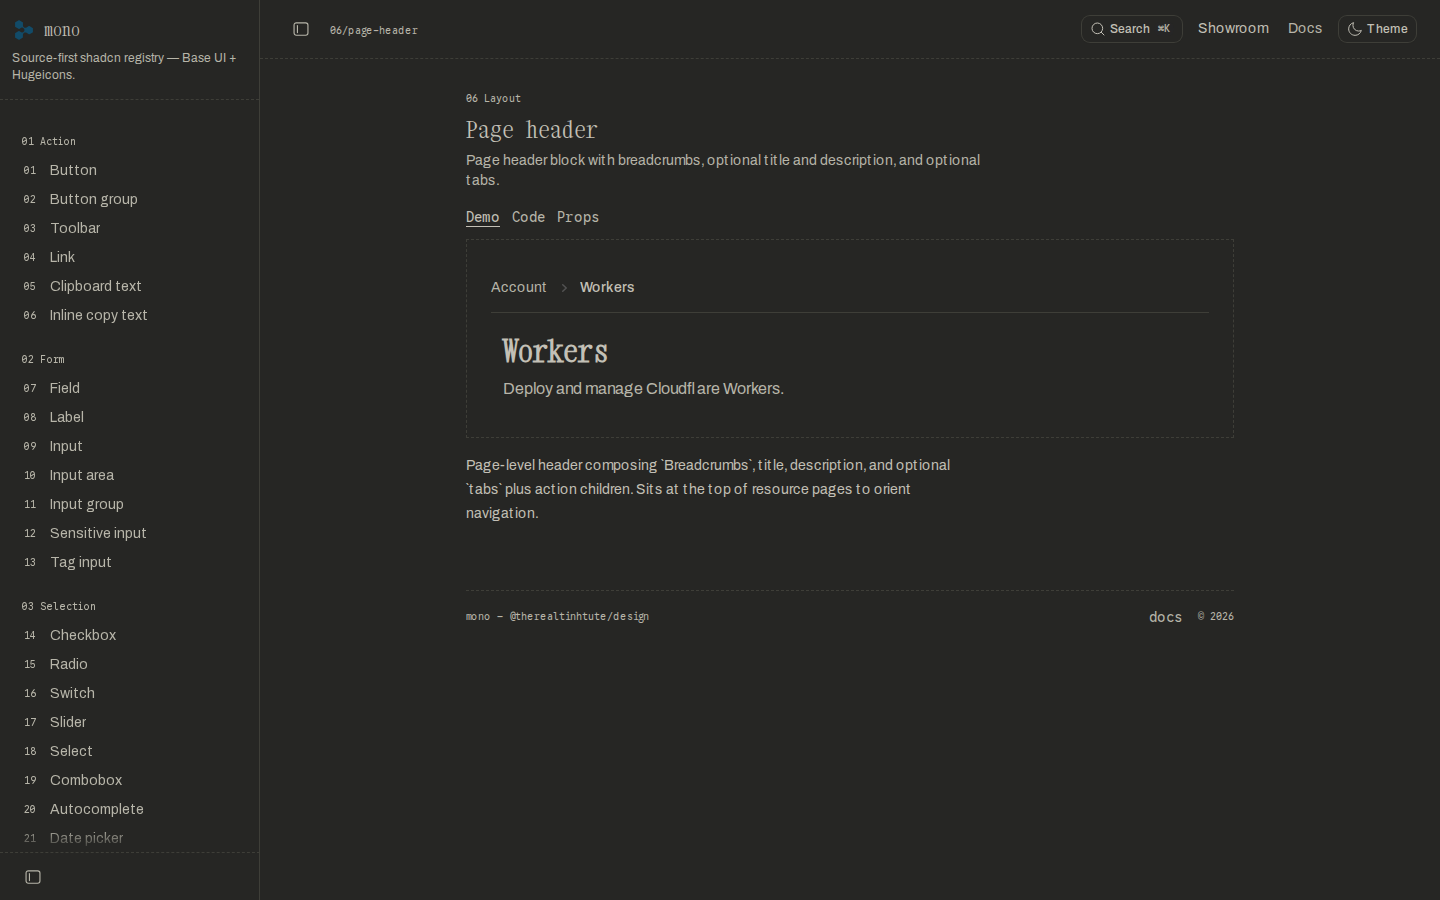 mono
Source-first shadcn registry — Base UI +
Hugeicons.
01 Action
01 Button
02 Button group
03 Toolbar
04 Link
05 Clipboard text
06 Inline copy text
02 Form
07 Field
08 Label
09 Input
10 Input area
11 Input group
12 Sensitive input
13 Tag input
03 Selection
14 Checkbox
15 Radio
16 Switch
17 Slider
18 Select
19 Combobox
20 Autocomplete
21 Date picker
06/page-header
Search ⌘K
Showroom
Docs
Theme
06 Layout
Page header
Page header block with breadcrumbs, optional title and description, and optional
tabs.
Demo Code Props
Account > Workers
Workers
Deploy and manage Cloudflare Workers.
Page-level header composing `Breadcrumbs`, title, description, and optional
`tabs` plus action children. Sits at the top of resource pages to orient
navigation.
mono — @therealtinhtute/design
docs © 2026